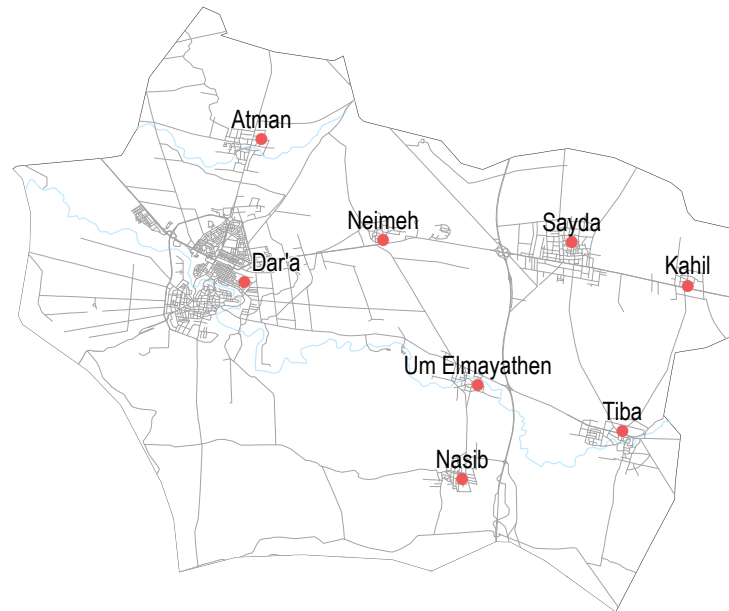 Atman
Neimeh
Sayda
Dar'a
Kahil
Um Elmayathen
Tiba
Nasib